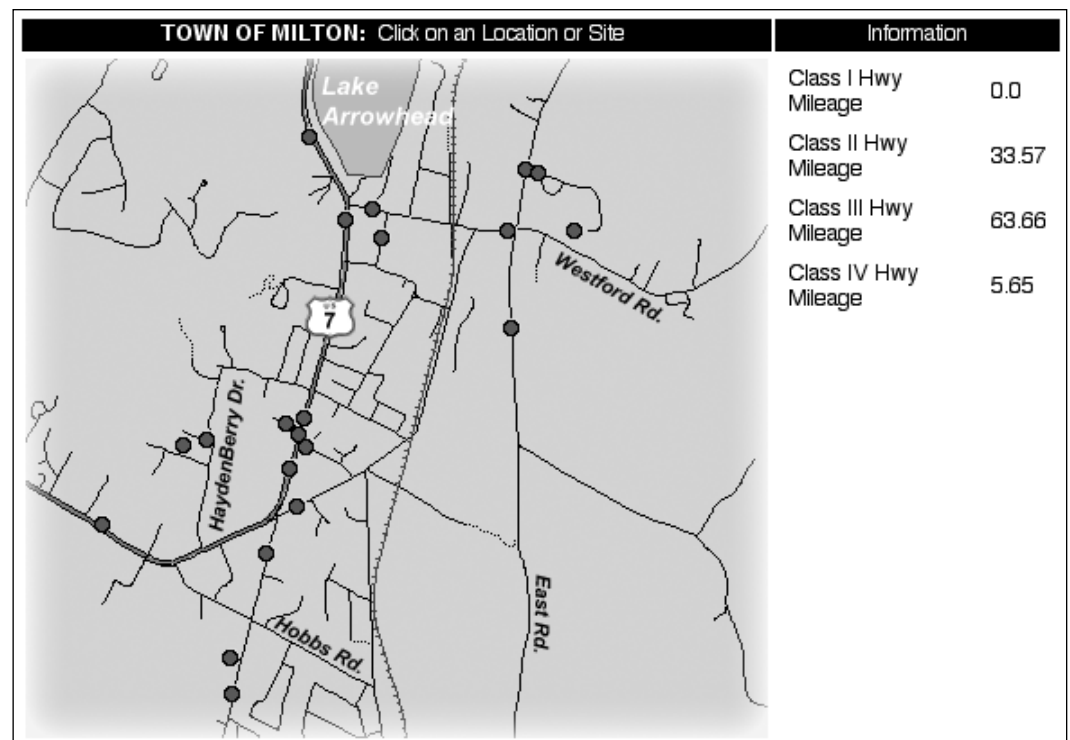 TOWN OF MILTON: Click on an Location or Site
Information
Lake
Arrowhead
Westford Rd.
US
7
HaydenBerry Dr.
East Rd.
Hobbs Rd.
Class I Hwy
Mileage
0.0
Class II Hwy
Mileage
33.57
Class III Hwy
Mileage
63.66
Class IV Hwy
Mileage
5.65